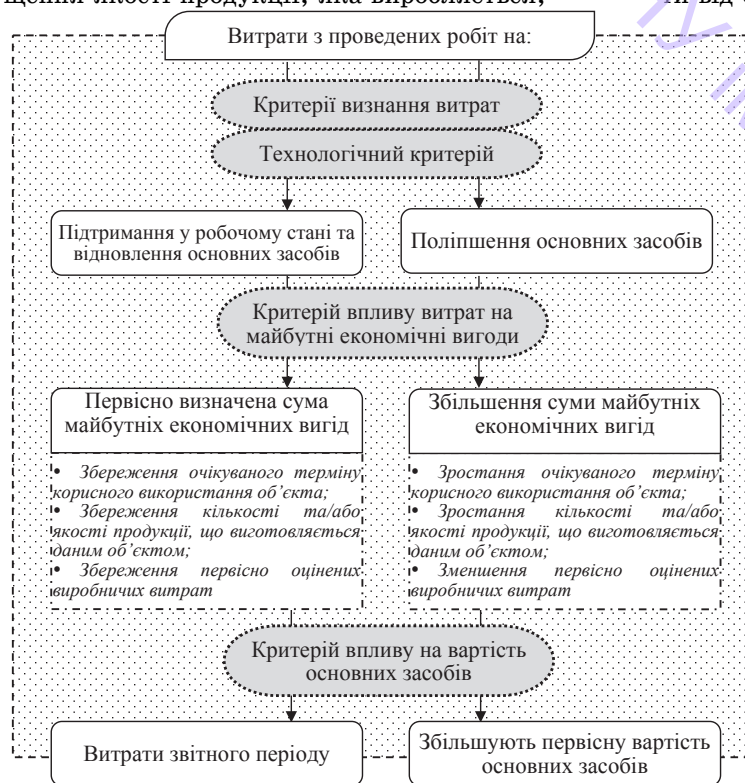 якості продукції, яка виробляється,
Витрати з проведених робіт на:
Критерії визнання витрат
Технологічний критерій
Підтримання у робочому стані та
відновлення основних засобів
Поліпшення основних засобів
Критерій впливу витрат на
майбутні економічні вигоди
Первісно визначена сума
майбутніх економічних вигід
• Збереження очікуваного терміну
корисного використання об’єкта;
• Збереження кількості та/або
якості продукції, що виготовляється
даним об’єктом;
• Збереження первісно оцінених
виробничих витрат
Збільшення суми майбутніх
економічних вигід
• Зростання очікуваного терміну
корисного використання об’єкта;
• Зростання кількості та/або
якості продукції, що виготовляється
даним об’єктом;
• Зменшення первісно оцінених
виробничих витрат
Критерій впливу на вартість
основних засобів
Витрати звітного періоду
Збільшують первісну вартість
основних засобів